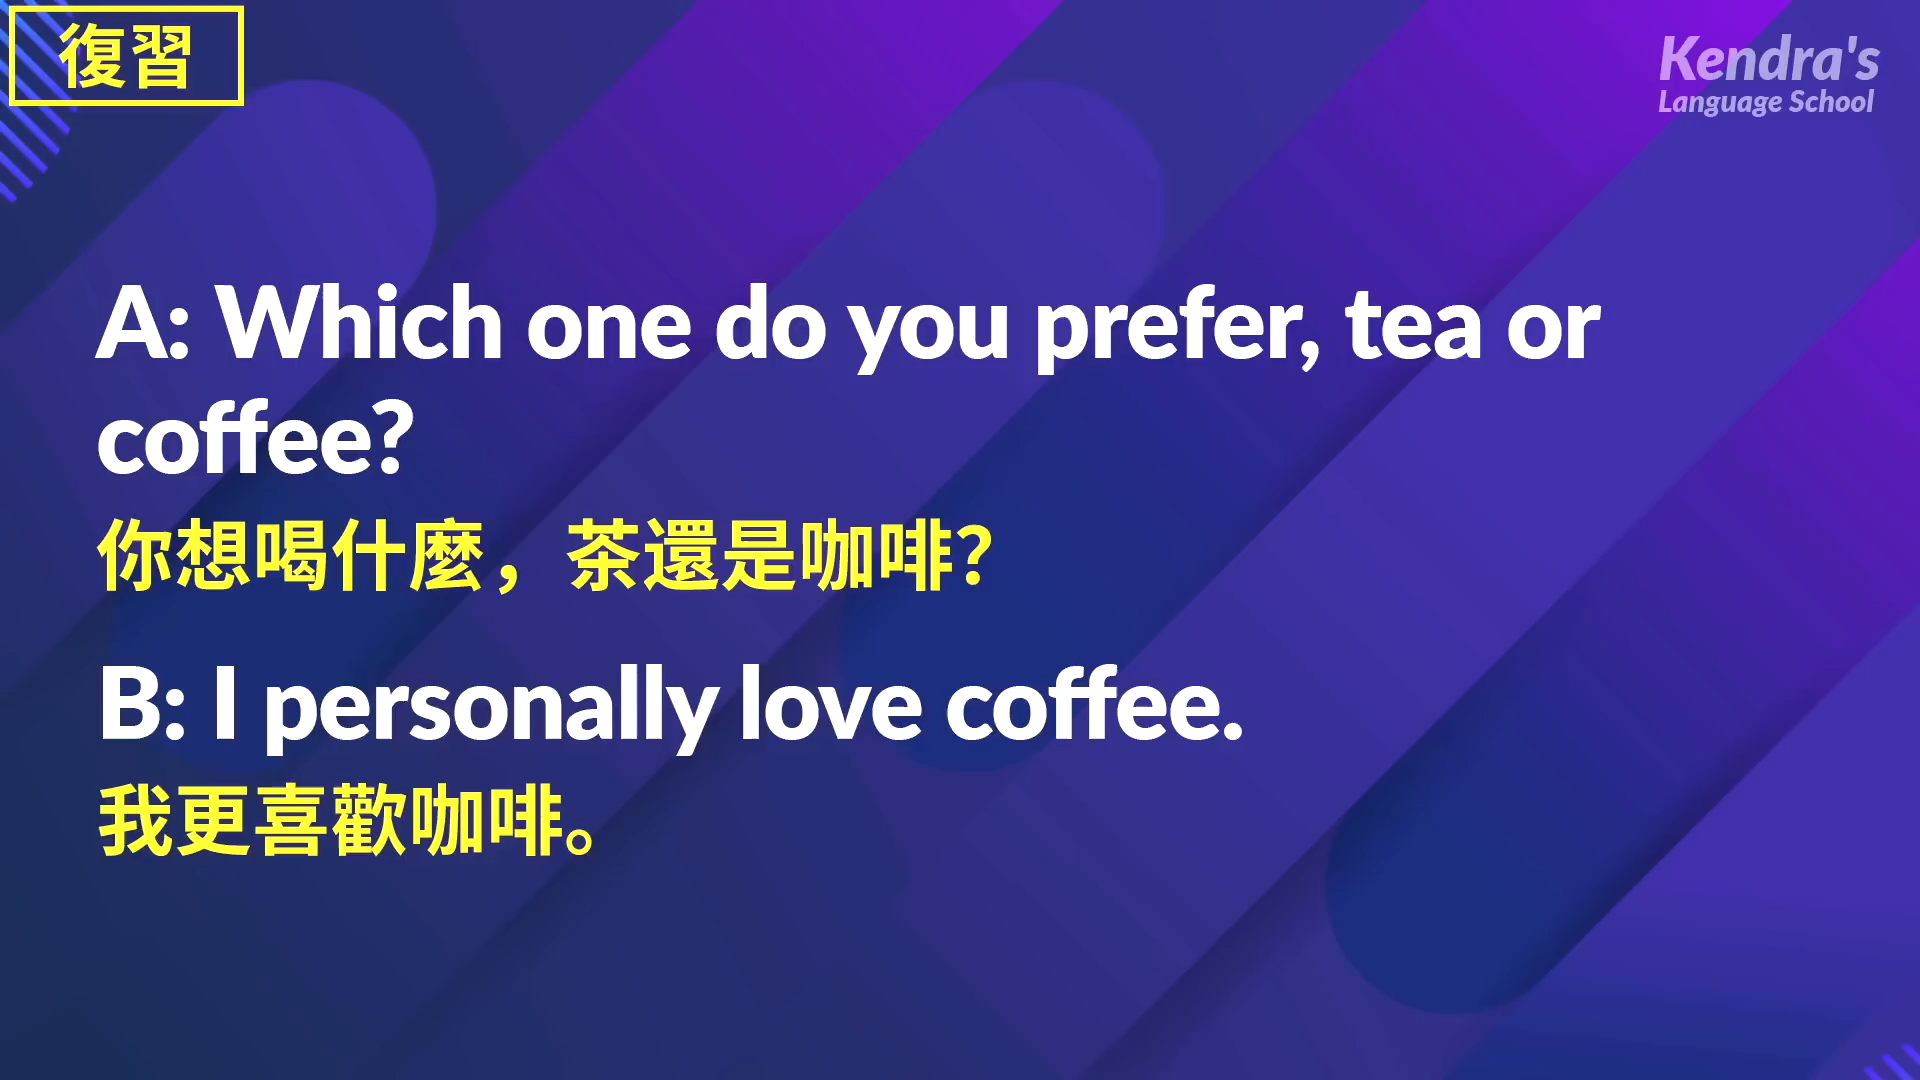 復習
Kendra's
Language School
A: Which one do you prefer, tea or
coffee?
你想喝什麼，茶還是咖啡？
B: I personally love coffee.
我更喜歡咖啡。